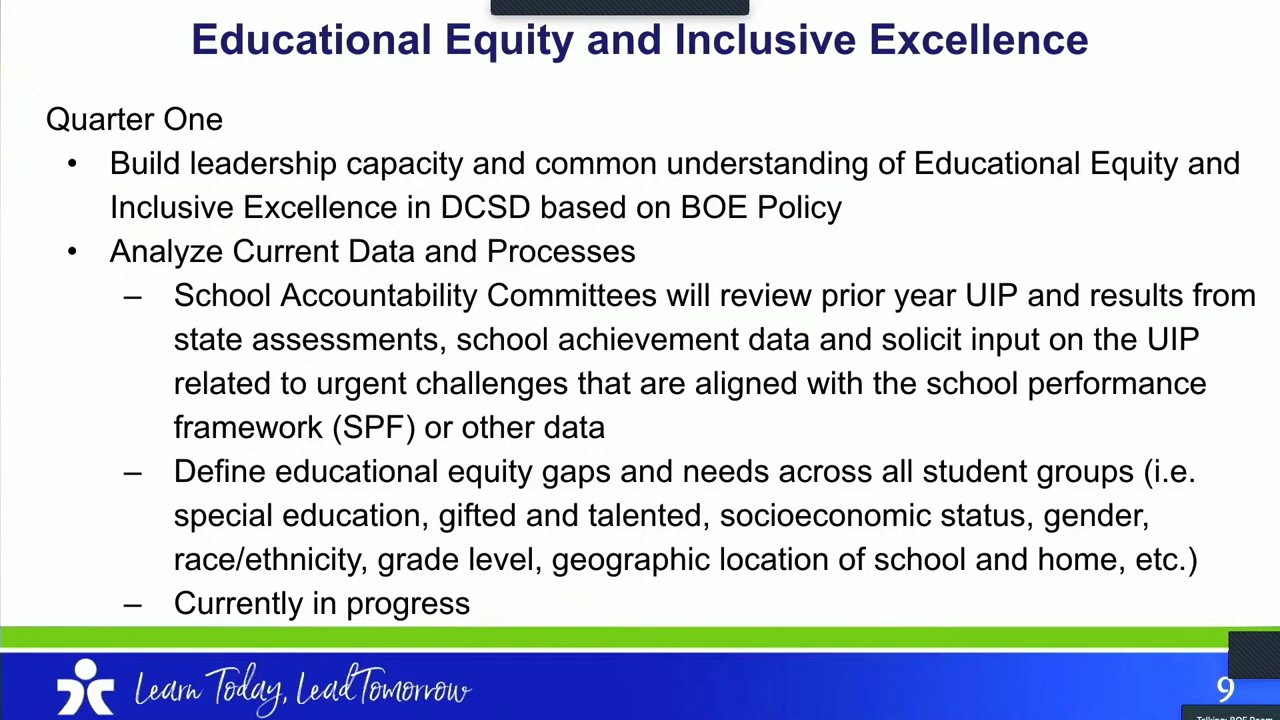 Educational Equity and Inclusive Excellence
Quarter One
• Build leadership capacity and common understanding of Educational Equity and
Inclusive Excellence in DCSD based on BOE Policy
• Analyze Current Data and Processes
– School Accountability Committees will review prior year UIP and results from
state assessments, school achievement data and solicit input on the UIP
related to urgent challenges that are aligned with the school performance
framework (SPF) or other data
– Define educational equity gaps and needs across all student groups (i.e.
special education, gifted and talented, socioeconomic status, gender,
race/ethnicity, grade level, geographic location of school and home, etc.)
– Currently in progress
Learn Today, Lead Tomorrow
9